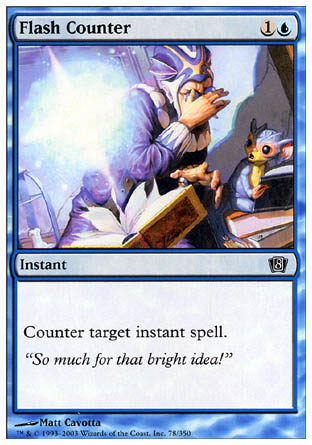 Flash Counter 1
Instant 8
Counter target instant spell.
“So much for that bright idea!”
Matt Cavotta
™ & © 1993–2003 Wizards of the Coast, Inc. 78/350